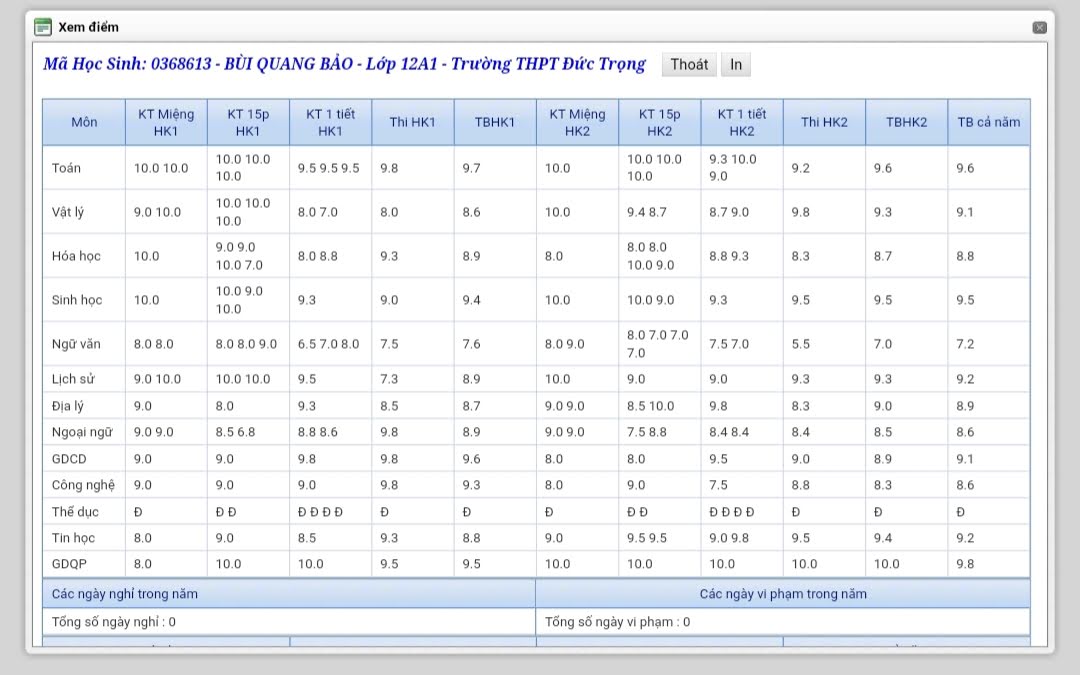 Xem điểm
Mã Học Sinh: 0368613 - BÙI QUANG BẢO - Lớp 12A1 - Trường THPT Đức Trọng Thoát In
Môn KT Miệng HK1 KT 15p HK1 KT 1 tiết HK1 Thi HK1 TBHK1 KT Miệng HK2 KT 15p HK2 KT 1 tiết HK2 Thi HK2 TBHK2 TB cả năm
Toán 10.0 10.0 10.0 10.0 10.0 9.5 9.5 9.5 9.8 9.7 10.0 10.0 10.0 10.0 9.3 10.0 9.0 9.2 9.6 9.6
Vật lý 9.0 10.0 10.0 10.0 10.0 8.0 7.0 8.0 8.6 10.0 9.4 8.7 8.7 9.0 9.8 9.3 9.1
Hóa học 10.0 9.0 9.0 10.0 7.0 8.0 8.8 9.3 8.9 8.0 8.0 8.0 10.0 9.0 8.8 9.3 8.3 8.7 8.8
Sinh học 10.0 10.0 9.0 10.0 9.3 9.0 9.4 10.0 10.0 9.0 9.3 9.5 9.5 9.5
Ngữ văn 8.0 8.0 8.0 8.0 9.0 6.5 7.0 8.0 7.5 7.6 8.0 9.0 8.0 7.0 7.0 7.0 7.5 7.0 5.5 7.0 7.2
Lịch sử 9.0 10.0 10.0 10.0 9.5 7.3 8.9 10.0 9.0 9.0 9.3 9.3 9.2
Địa lý 9.0 8.0 9.3 8.5 8.7 9.0 9.0 8.5 10.0 9.8 8.3 9.0 8.9
Ngoại ngữ 9.0 9.0 8.5 6.8 8.8 8.6 9.8 8.9 9.0 9.0 7.5 8.8 8.4 8.4 8.4 8.5 8.6
GDCD 9.0 9.0 9.8 9.8 9.6 8.0 8.0 9.5 9.0 8.9 9.1
Công nghệ 9.0 9.0 9.0 9.8 9.3 8.0 9.0 7.5 8.8 8.3 8.6
Thể dục Đ Đ Đ Đ Đ Đ Đ Đ Đ Đ Đ Đ Đ Đ Đ Đ Đ Đ Đ
Tin học 8.0 9.0 8.5 9.3 8.8 9.0 9.5 9.5 9.0 9.8 9.5 9.4 9.2
GDQP 8.0 10.0 10.0 9.5 9.5 10.0 10.0 10.0 10.0 10.0 9.8
Các ngày nghỉ trong năm Các ngày vi phạm trong năm
Tổng số ngày nghỉ : 0 Tổng số ngày vi phạm : 0